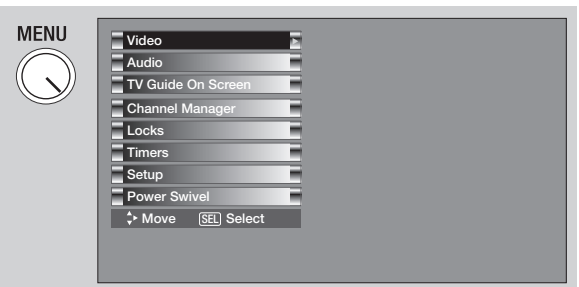 MENU
Video
Audio
TV Guide On Screen
Channel Manager
Locks
Timers
Setup
Power Swivel
Move SEL Select